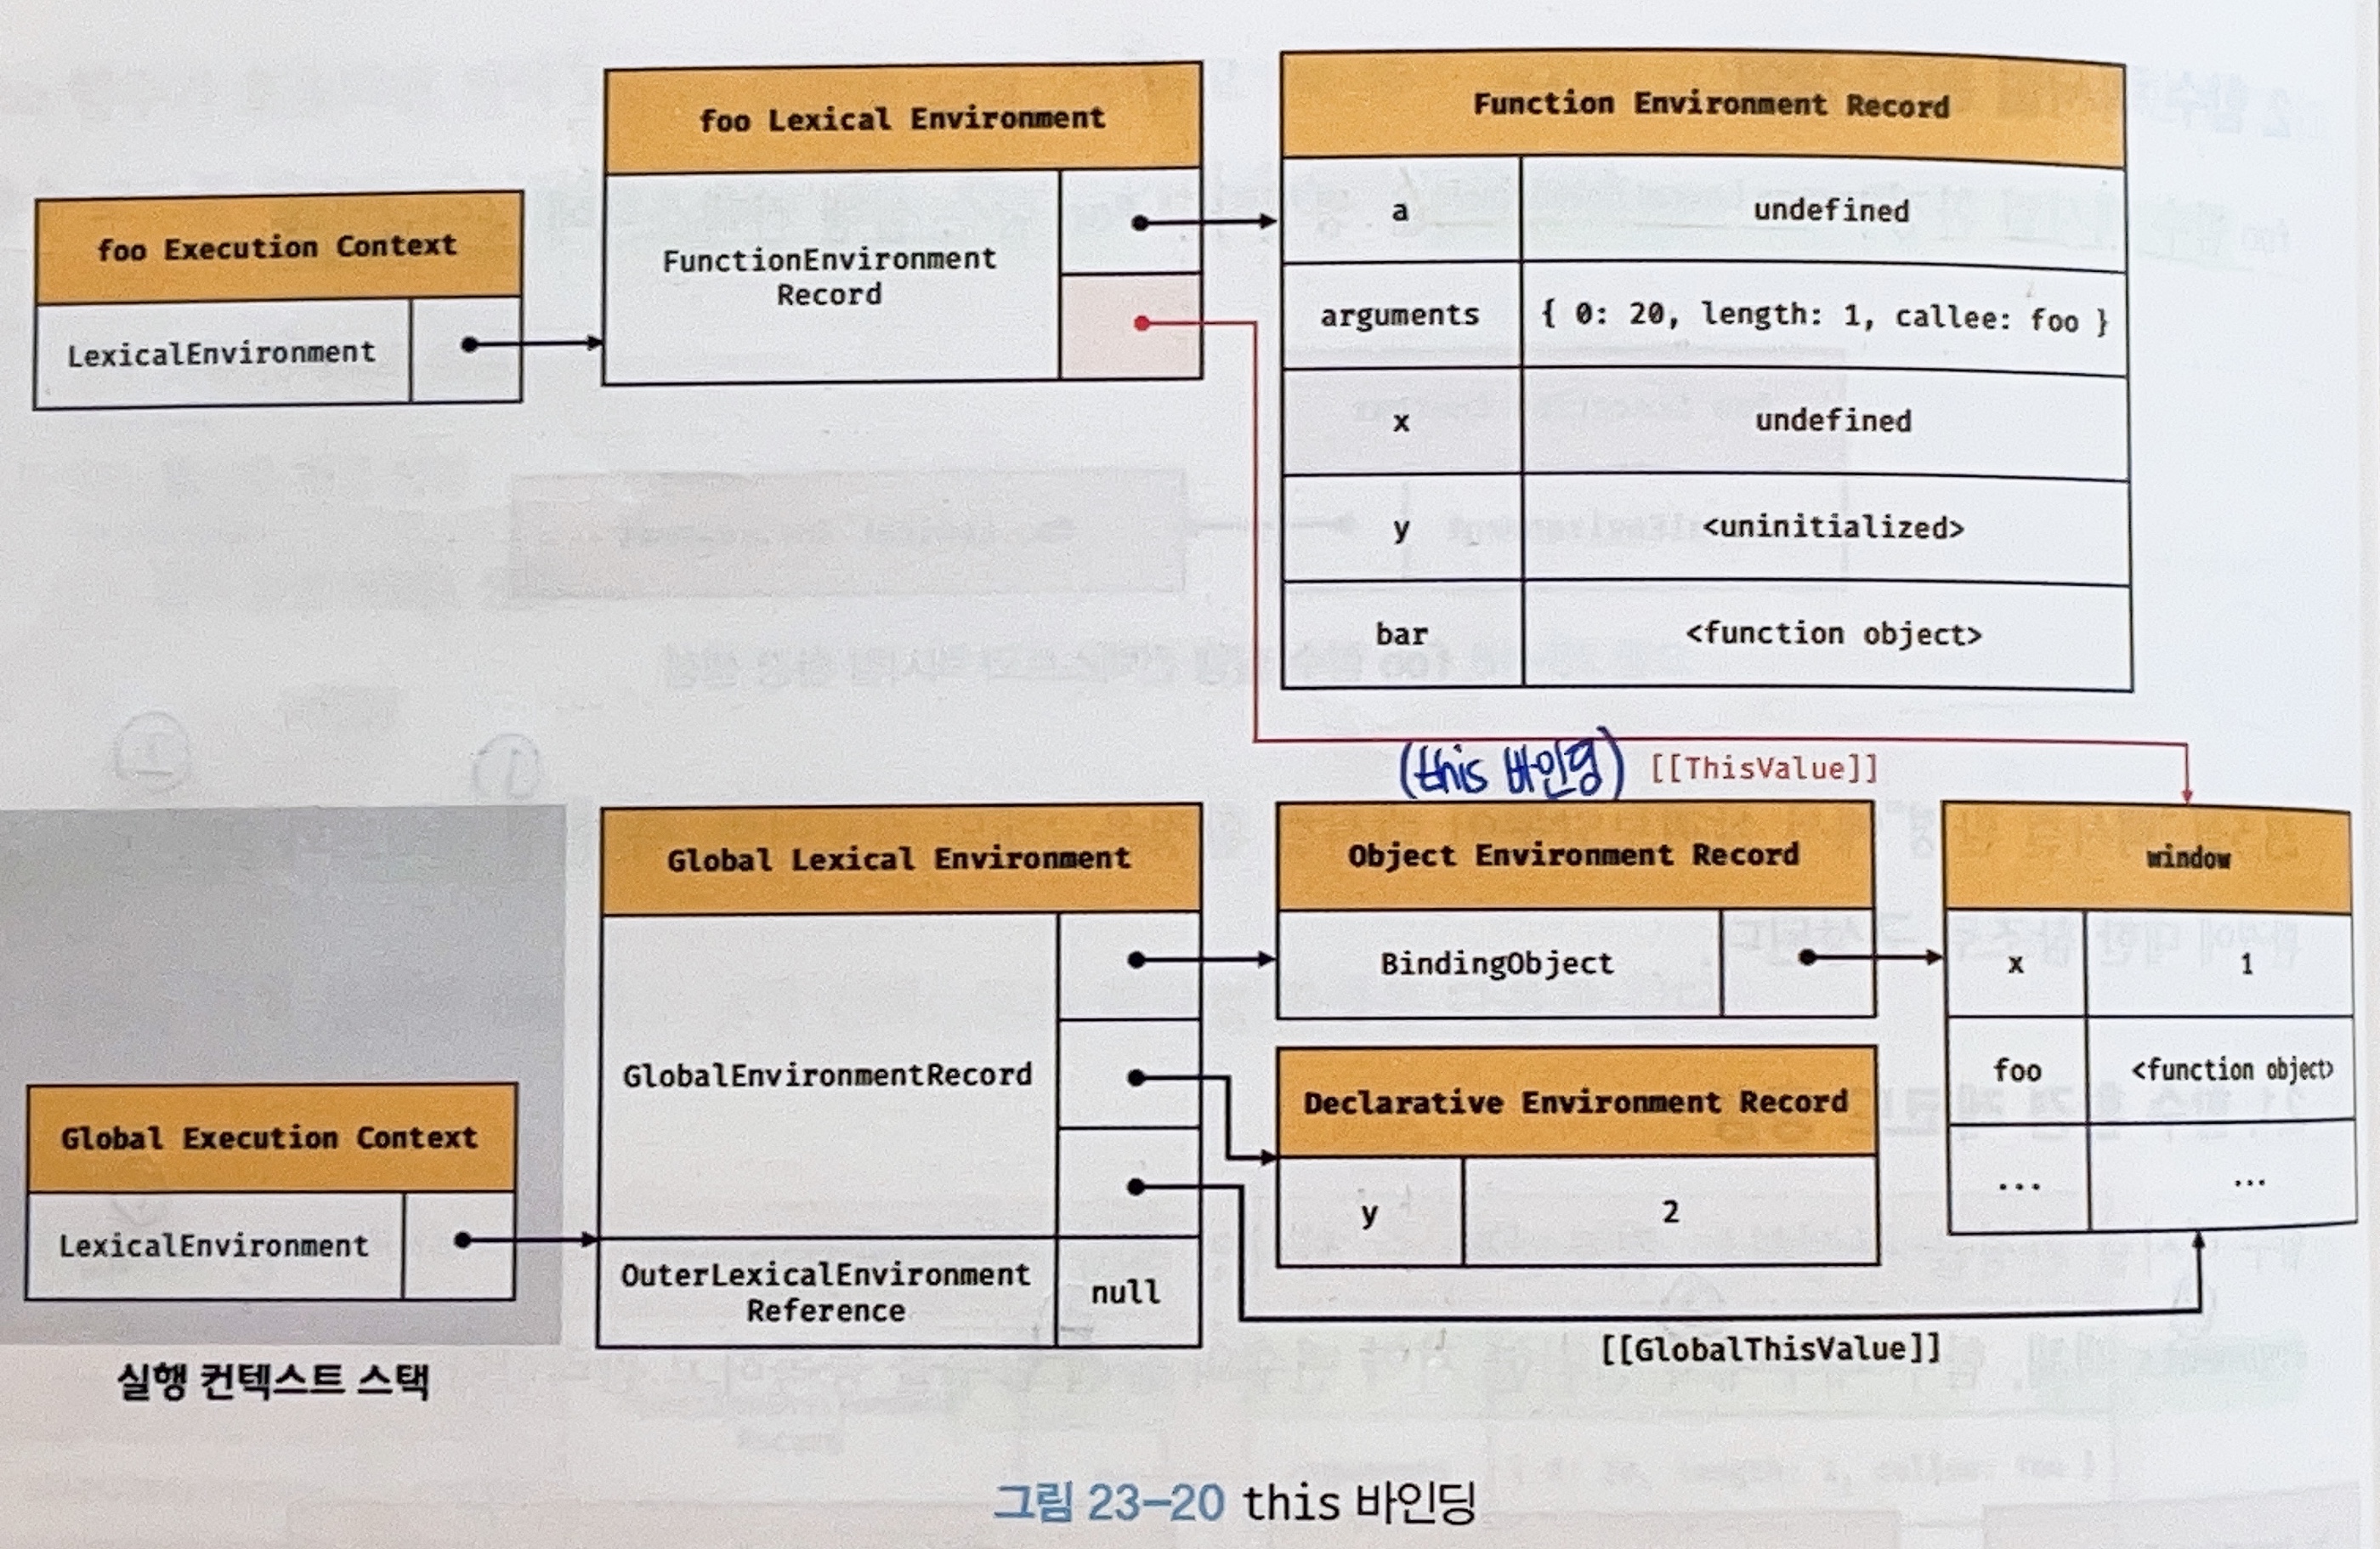 foo Execution Context
LexicalEnvironment
foo Lexical Environment
FunctionEnvironment
Record
Function Environment Record
a undefined
arguments { 0: 20, length: 1, callee: foo }
x undefined
y <uninitialized>
bar <function object>
(this 바인딩) [[ThisValue]]
Global Execution Context
LexicalEnvironment
실행 컨텍스트 스택
Global Lexical Environment
GlobalEnvironmentRecord
OuterLexicalEnvironment
Reference
null
Object Environment Record
BindingObject
Declarative Environment Record
y 2
window
x 1
foo <function object>
... ...
[[GlobalThisValue]]
그림 23-20 this 바인딩